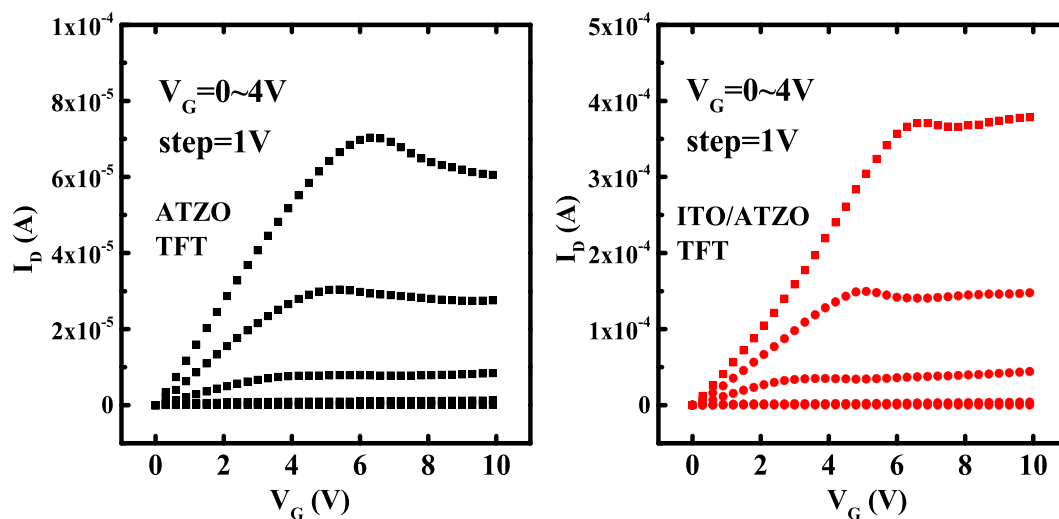 1x10⁻⁴
8x10⁻⁵
6x10⁻⁵
4x10⁻⁵
2x10⁻⁵
0
I_D (A)
V_G=0~4V
step=1V
ATZO
TFT
0 2 4 6 8 10
V_G (V)
5x10⁻⁴
4x10⁻⁴
3x10⁻⁴
2x10⁻⁴
1x10⁻⁴
0
I_D (A)
V_G=0~4V
step=1V
ITO/ATZO
TFT
0 2 4 6 8 10
V_G (V)